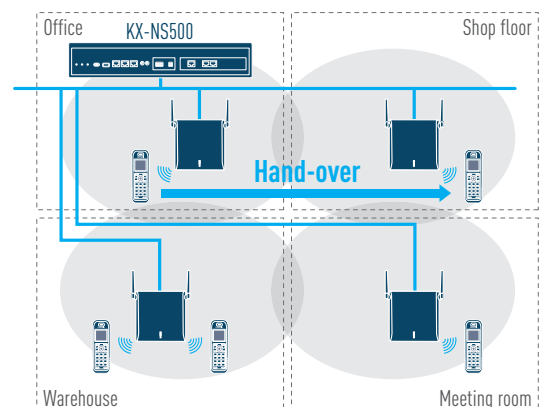 Office
KX-NS500
Shop floor
Hand-over
Warehouse
Meeting room